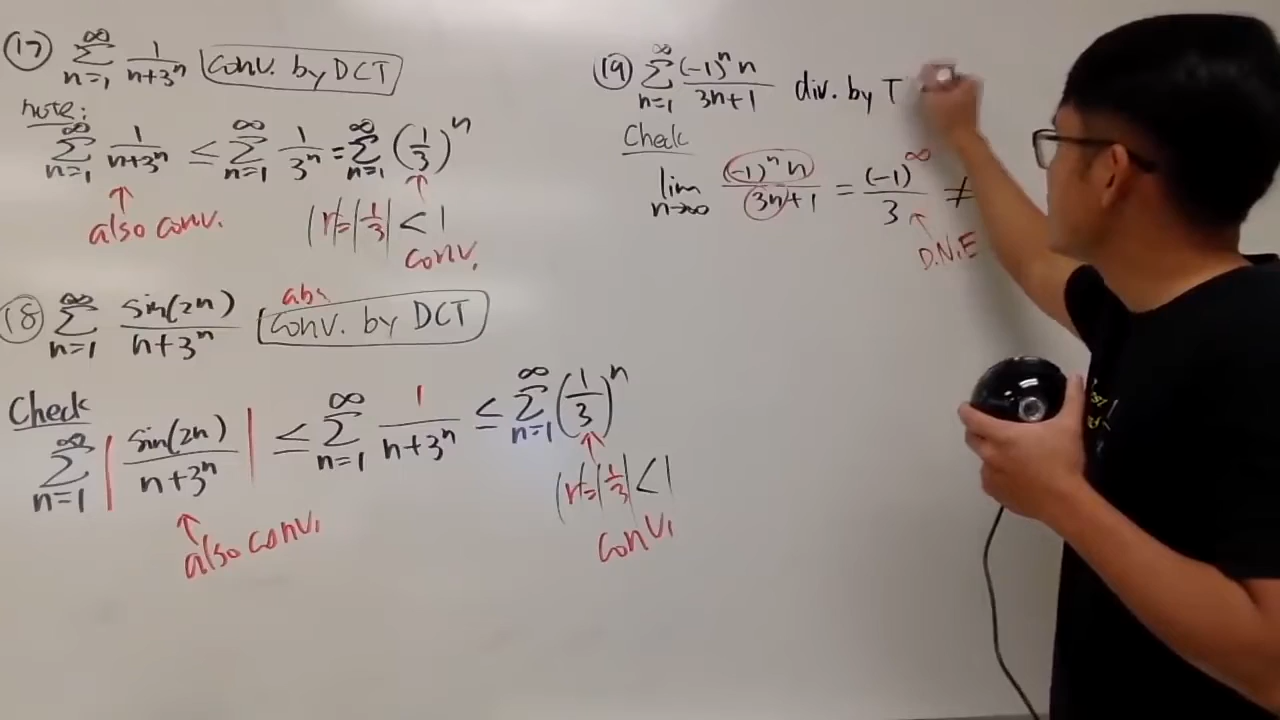 (17) ∞∑n=1 1/(n+3ⁿ) conv. by DCT
note:
∞∑n=1 1/(n+3ⁿ) ≤ ∞∑n=1 1/3ⁿ = ∞∑n=1 (1/3)ⁿ
↑ also conv.
↑ |r|=|1/3| < 1
conv.
(18) ∞∑n=1 sin(2n)/(n+3ⁿ) abs conv. by DCT
Check
∞∑n=1 |sin(2n)/(n+3ⁿ)| ≤ ∞∑n=1 1/(n+3ⁿ) ≤ ∞∑n=1 (1/3)ⁿ
↑ also conv.
↑ |r|=|1/3| < 1
conv.
(19) ∞∑n=1 (-1)ⁿ n/(3n+1) div. by T
Check
lim n→∞ (-1)ⁿ n/(3n+1) = (-1)^∞/3 ≠
↑ D.N.E